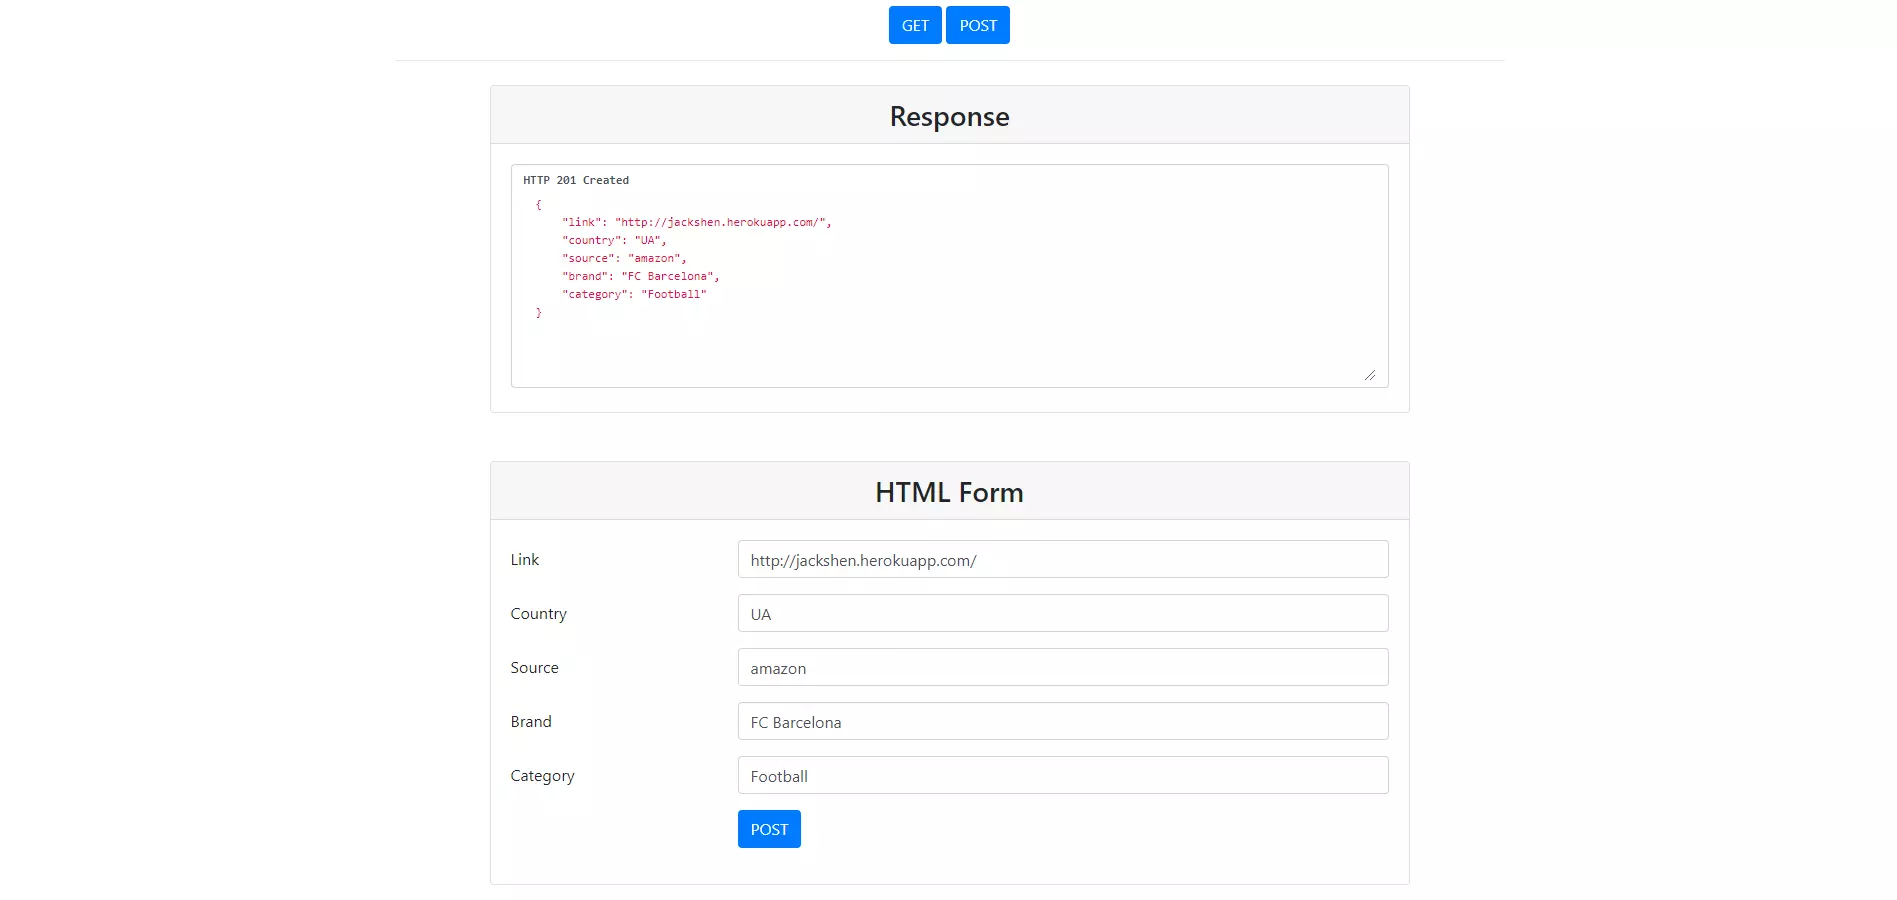 GET POST
Response
HTTP 201 Created
{
"link": "http://jackshen.herokuapp.com/",
"country": "UA",
"source": "amazon",
"brand": "FC Barcelona",
"category": "Football"
}
HTML Form
Link http://jackshen.herokuapp.com/
Country UA
Source amazon
Brand FC Barcelona
Category Football
POST